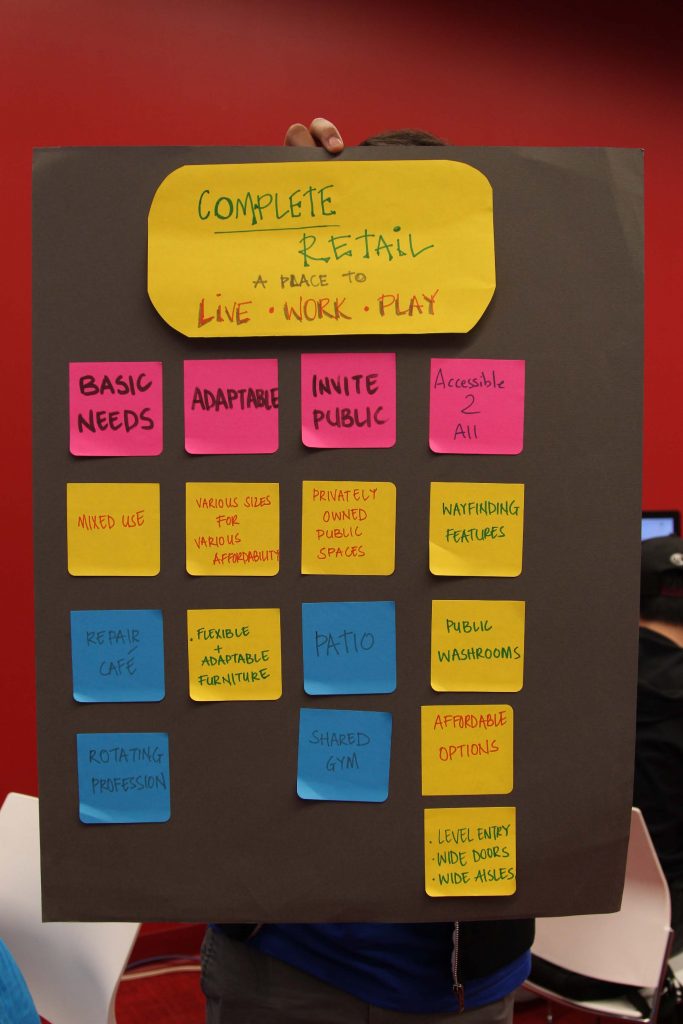 COMPLETE
RETAIL
A PLACE TO
LIVE · WORK · PLAY
BASIC
NEEDS
ADAPTABLE
INVITE
PUBLIC
Accessible
2
All
MIXED USE
VARIOUS SIZES
FOR
VARIOUS
AFFORDABILITY
PRIVATELY
OWNED
PUBLIC
SPACES
WAYFINDING
FEATURES
REPAIR
CAFÉ
· FLEXIBLE
+
ADAPTABLE
FURNITURE
PATIO
PUBLIC
WASHROOMS
ROTATING
PROFESSION
SHARED
GYM
AFFORDABLE
OPTIONS
· LEVEL ENTRY
· WIDE DOORS
· WIDE AISLES